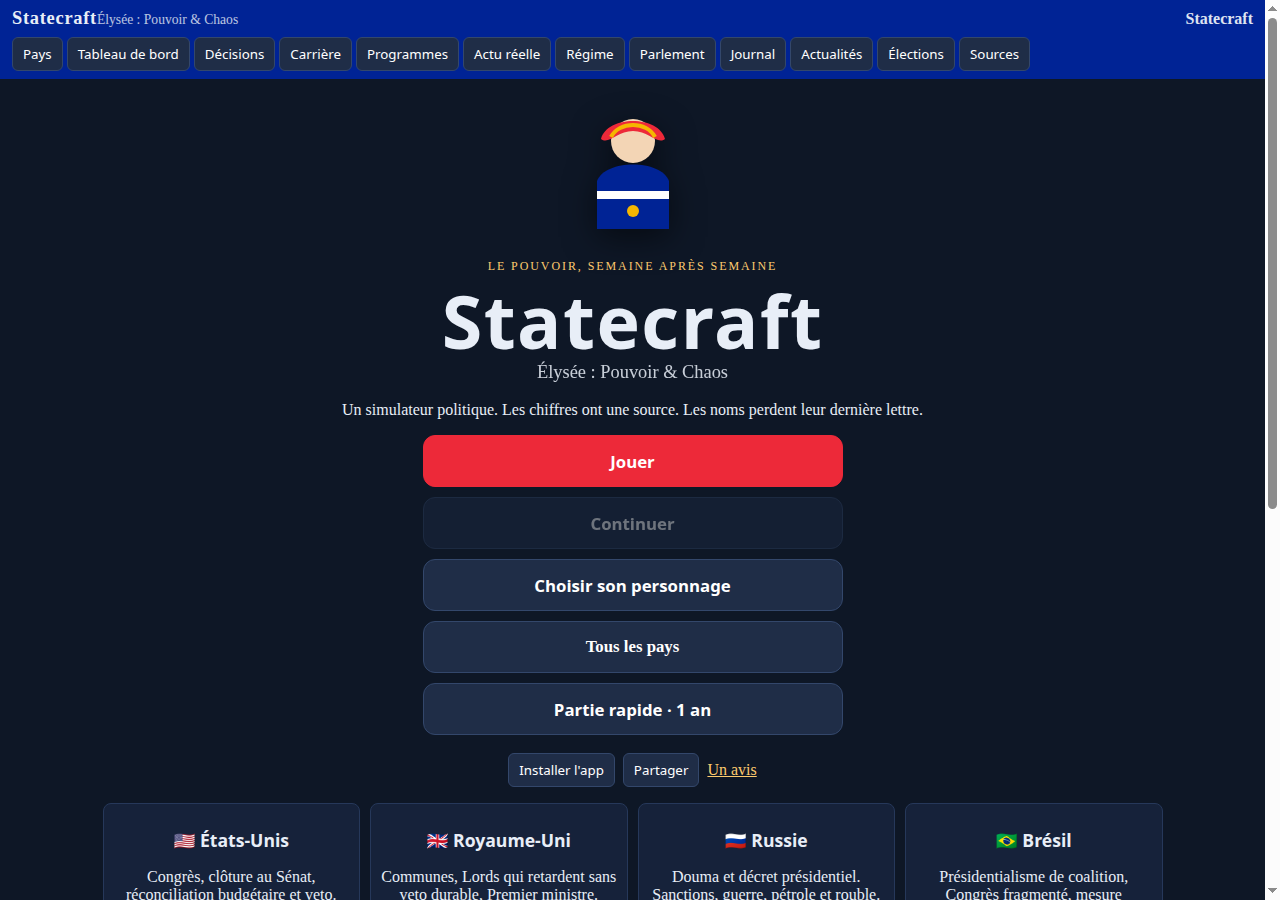 Statecraft Élysée : Pouvoir & Chaos Statecraft
Pays Tableau de bord Décisions Carrière Programmes Actu réelle Régime Parlement Journal Actualités Élections Sources
LE POUVOIR, SEMAINE APRÈS SEMAINE
Statecraft
Élysée : Pouvoir & Chaos
Un simulateur politique. Les chiffres ont une source. Les noms perdent leur dernière lettre.
Jouer
Continuer
Choisir son personnage
Tous les pays
Partie rapide · 1 an
Installer l'app Partager Un avis
🇺🇸 États-Unis
Congrès, clôture au Sénat,
réconciliation budgétaire et veto.
🇬🇧 Royaume-Uni
Communes, Lords qui retardent sans
veto durable, Premier ministre,
🇷🇺 Russie
Douma et décret présidentiel.
Sanctions, guerre, pétrole et rouble.
🇧🇷 Brésil
Présidentialisme de coalition,
Congrès fragmenté, mesure